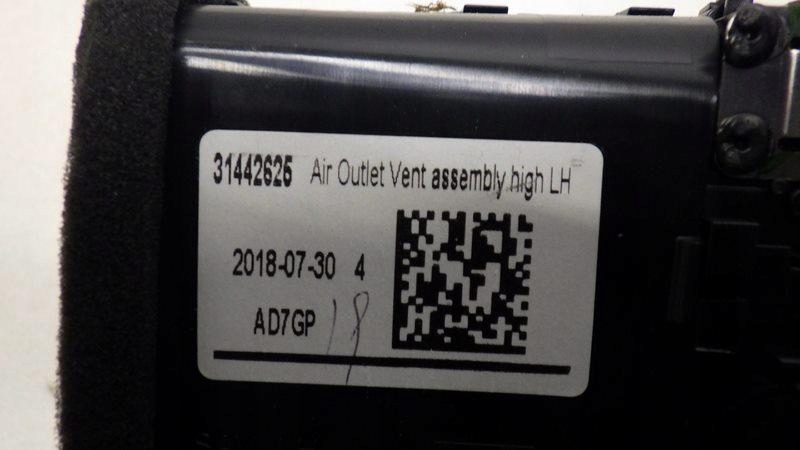 31442625 Air Outlet Vent assembly high LH
2018-07-30 4
AD7GP 18